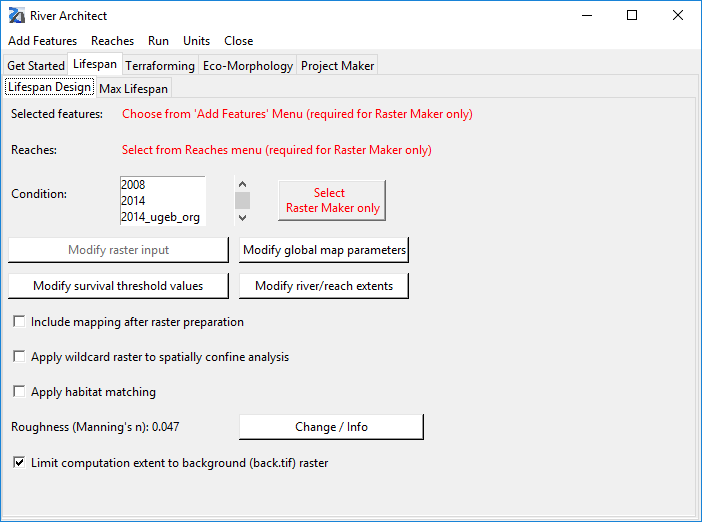 River Architect
Add Features Reaches Run Units Close
Get Started Lifespan Terraforming Eco-Morphology Project Maker
Lifespan Design Max Lifespan
Selected features: Choose from 'Add Features' Menu (required for Raster Maker only)
Reaches: Select from Reaches menu (required for Raster Maker only)
Condition:
2008
2014
2014_ugeb_org
Select
Raster Maker only
Modify raster input Modify global map parameters
Modify survival threshold values Modify river/reach extents
Include mapping after raster preparation
Apply wildcard raster to spatially confine analysis
Apply habitat matching
Roughness (Manning's n): 0.047 Change / Info
Limit computation extent to background (back.tif) raster